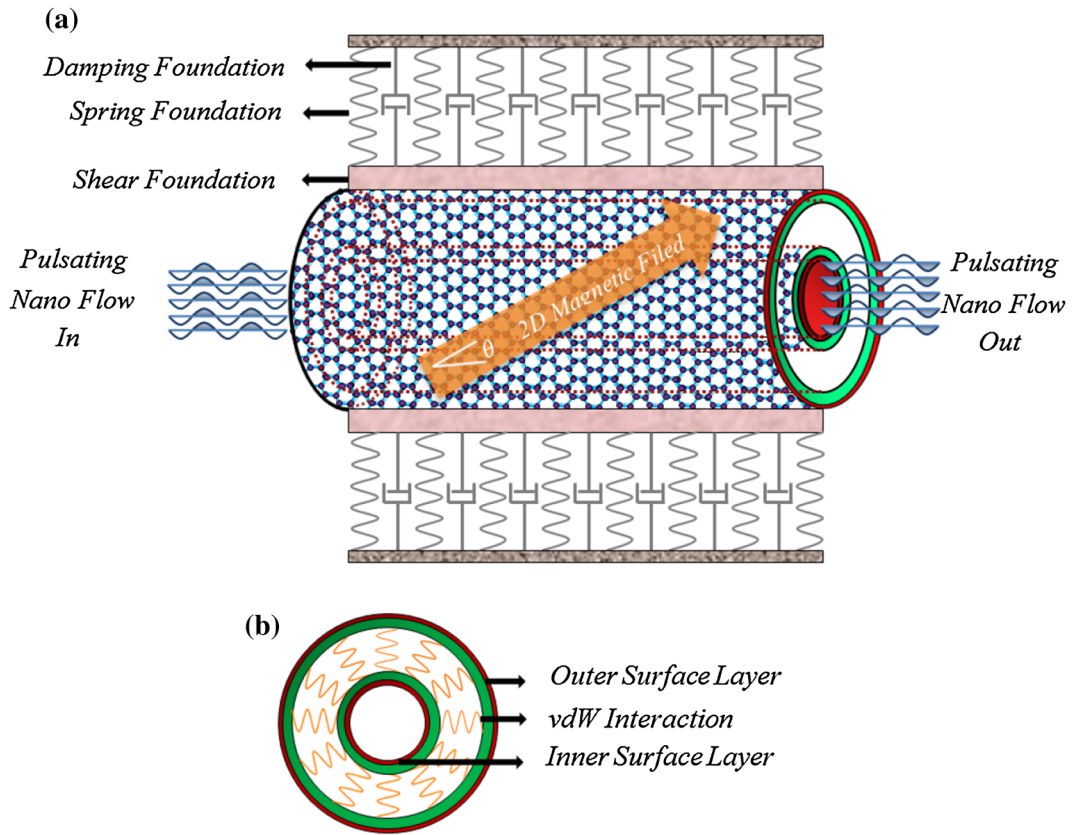 (a)
Damping Foundation
Spring Foundation
Shear Foundation
Pulsating
Nano Flow
In
2D Magnetic Filed
θ
Pulsating
Nano Flow
Out
(b)
Outer Surface Layer
vdW Interaction
Inner Surface Layer